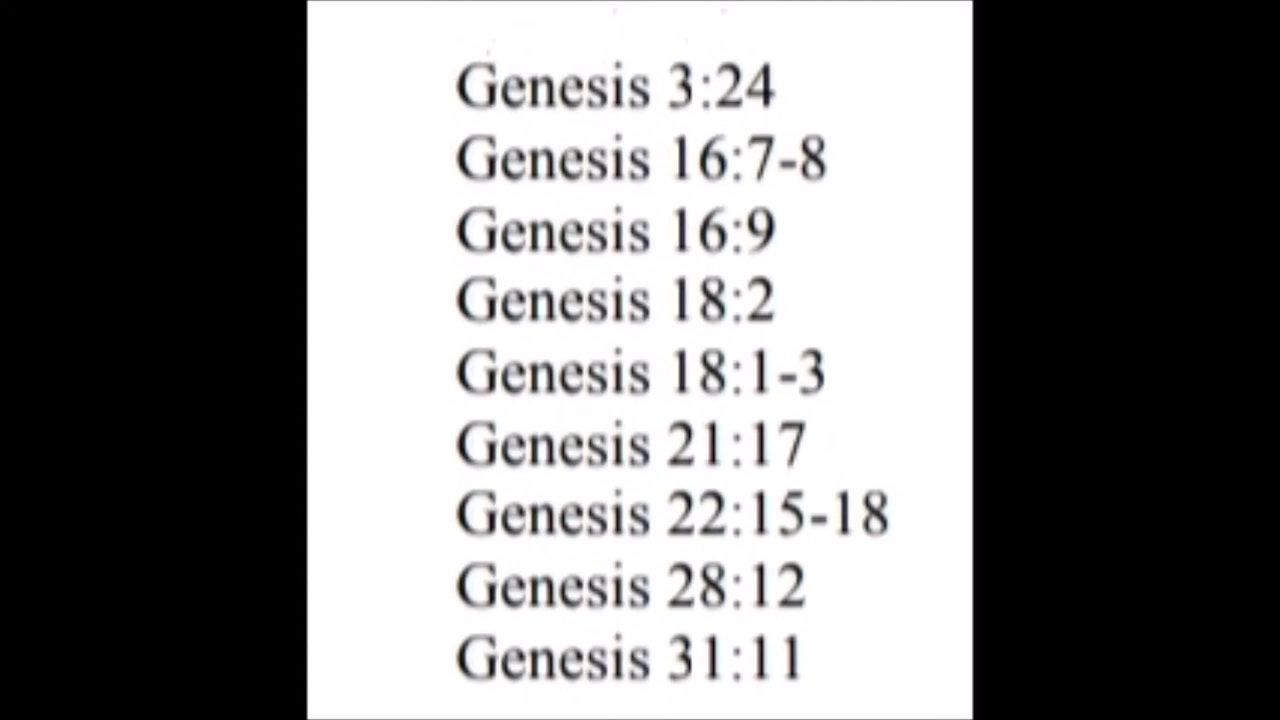 Genesis 3:24
Genesis 16:7-8
Genesis 16:9
Genesis 18:2
Genesis 18:1-3
Genesis 21:17
Genesis 22:15-18
Genesis 28:12
Genesis 31:11